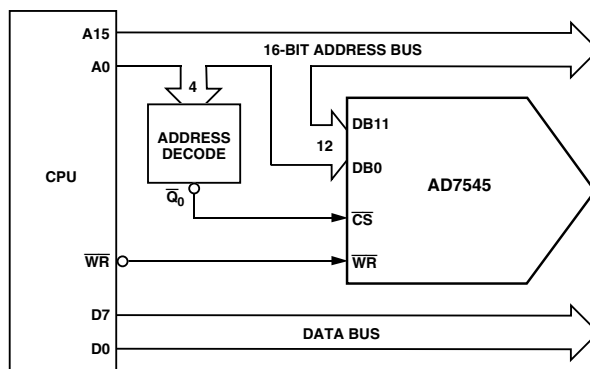 A15
16-BIT ADDRESS BUS
A0
4
DB11
ADDRESS
DECODE
12
DB0
CPU
AD7545
Q̅0
C̅S̅
W̅R̅
W̅R̅
D7
DATA BUS
D0